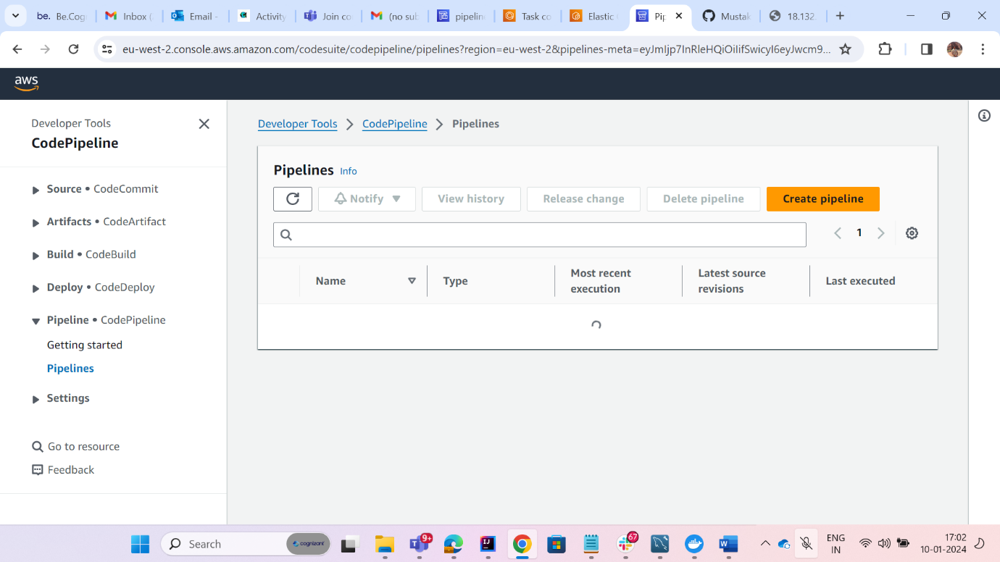 be. Be.Cog
Inbox (
Email -
Activity
Join co
(no sub
pipelin
Task co
Elastic
Pip
Mustak
18.132.
eu-west-2.console.aws.amazon.com/codesuite/codepipeline/pipelines?region=eu-west-2&pipelines-meta=eyJmIjp7InRleHQiOiIifSwicyI6eyJwcm9...
aws
Developer Tools
CodePipeline
Source • CodeCommit
Artifacts • CodeArtifact
Build • CodeBuild
Deploy • CodeDeploy
Pipeline • CodePipeline
Getting started
Pipelines
Settings
Go to resource
Feedback
Developer Tools > CodePipeline > Pipelines
Pipelines Info
Notify
View history
Release change
Delete pipeline
Create pipeline
1
Name
Type
Most recent
execution
Latest source
revisions
Last executed
Search
cognizant
9+
67
ENG
IN
17:02
10-01-2024